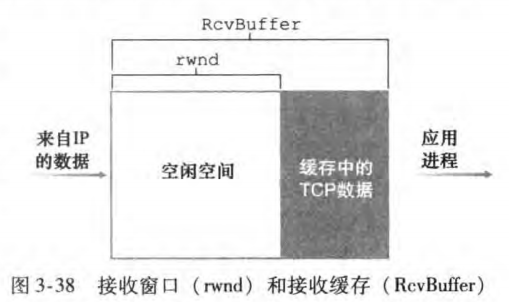 RcvBuffer
rwnd
来自IP
的数据
空闲空间
缓存中的
TCP数据
应用
进程
图 3-38 接收窗口（rwnd）和接收缓存（RcvBuffer）